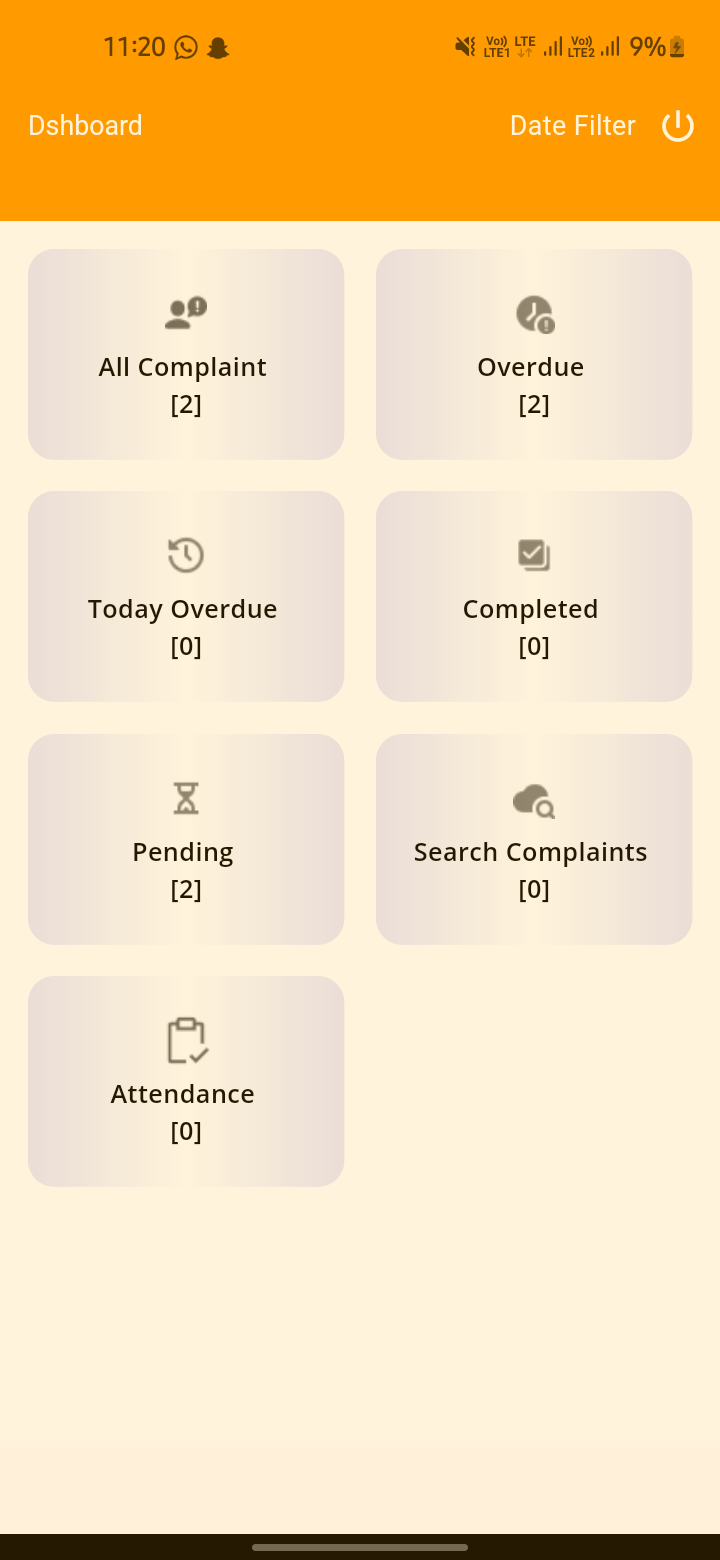 11:20 Vo)) LTE1 LTE Vo)) LTE2 9%
Dshboard Date Filter
All Complaint
[2]
Overdue
[2]
Today Overdue
[0]
Completed
[0]
Pending
[2]
Search Complaints
[0]
Attendance
[0]